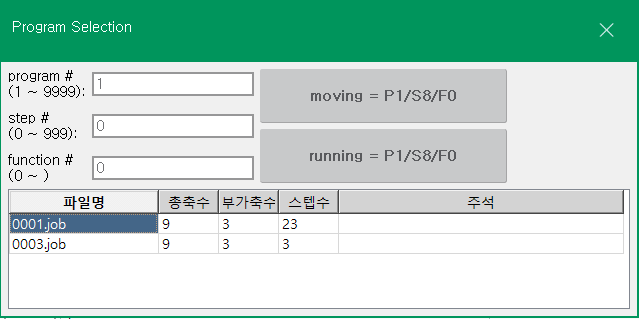 Program Selection
program #
(1 ~ 9999):
1
moving = P1/S8/F0
step #
(0 ~ 999):
0
function #
(0 ~ )
0
running = P1/S8/F0
파일명 총축수 부가축수 스텝수 주석
0001.job 9 3 23
0003.job 9 3 3